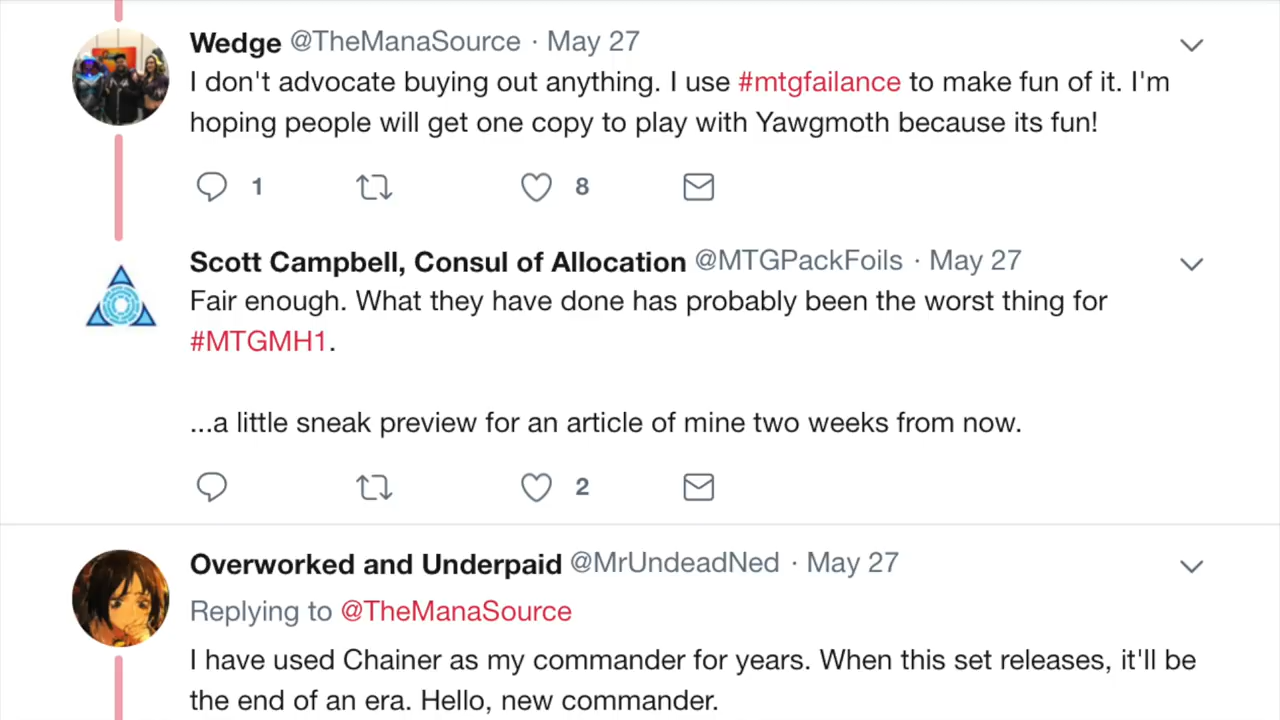 Wedge @TheManaSource · May 27
I don't advocate buying out anything. I use #mtgfailance to make fun of it. I'm
hoping people will get one copy to play with Yawgmoth because its fun!
1 8
Scott Campbell, Consul of Allocation @MTGPackFoils · May 27
Fair enough. What they have done has probably been the worst thing for
#MTGMH1.
...a little sneak preview for an article of mine two weeks from now.
2
Overworked and Underpaid @MrUndeadNed · May 27
Replying to @TheManaSource
I have used Chainer as my commander for years. When this set releases, it'll be
the end of an era. Hello, new commander.